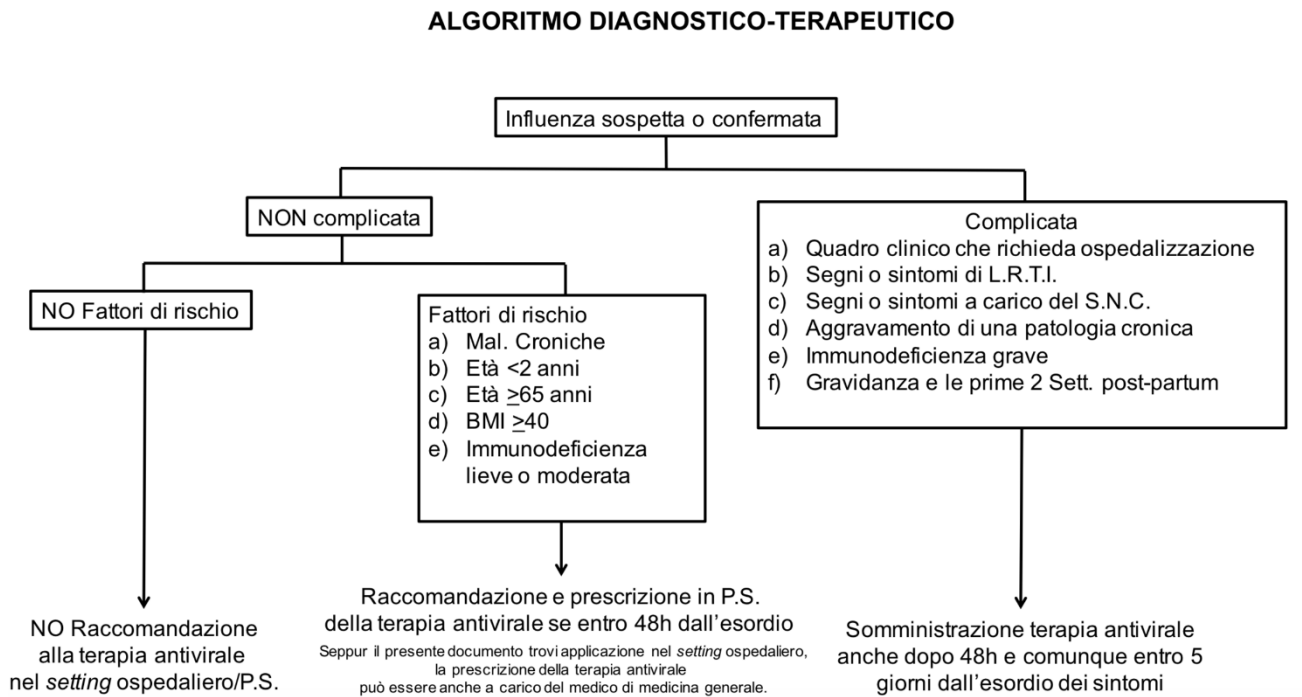 ALGORITMO DIAGNOSTICO-TERAPEUTICO
Influenza sospetta o confermata
NON complicata
NO Fattori di rischio
Fattori di rischio
a) Mal. Croniche
b) Età <2 anni
c) Età ≥65 anni
d) BMI ≥40
e) Immunodeficienza
lieve o moderata
Complicata
a) Quadro clinico che richieda ospedalizzazione
b) Segni o sintomi di L.R.T.I.
c) Segni o sintomi a carico del S.N.C.
d) Aggravamento di una patologia cronica
e) Immunodeficienza grave
f) Gravidanza e le prime 2 Sett. post-partum
NO Raccomandazione
alla terapia antivirale
nel setting ospedaliero/P.S.
Raccomandazione e prescrizione in P.S.
della terapia antivirale se entro 48h dall'esordio
Seppur il presente documento trovi applicazione nel setting ospedaliero,
la prescrizione della terapia antivirale
può essere anche a carico del medico di medicina generale.
Somministrazione terapia antivirale
anche dopo 48h e comunque entro 5
giorni dall'esordio dei sintomi